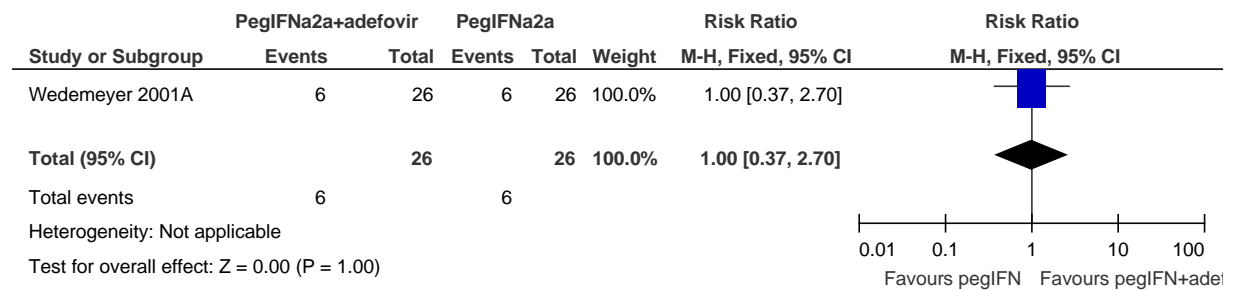 PegIFNa2a+adefovir PegIFNa2a Risk Ratio Risk Ratio
Study or Subgroup Events Total Events Total Weight M-H, Fixed, 95% CI M-H, Fixed, 95% CI
Wedemeyer 2001A 6 26 6 26 100.0% 1.00 [0.37, 2.70]
Total (95% CI) 26 26 100.0% 1.00 [0.37, 2.70]
Total events 6 6
Heterogeneity: Not applicable
Test for overall effect: Z = 0.00 (P = 1.00)
0.01 0.1 1 10 100
Favours pegIFN Favours pegIFN+adef